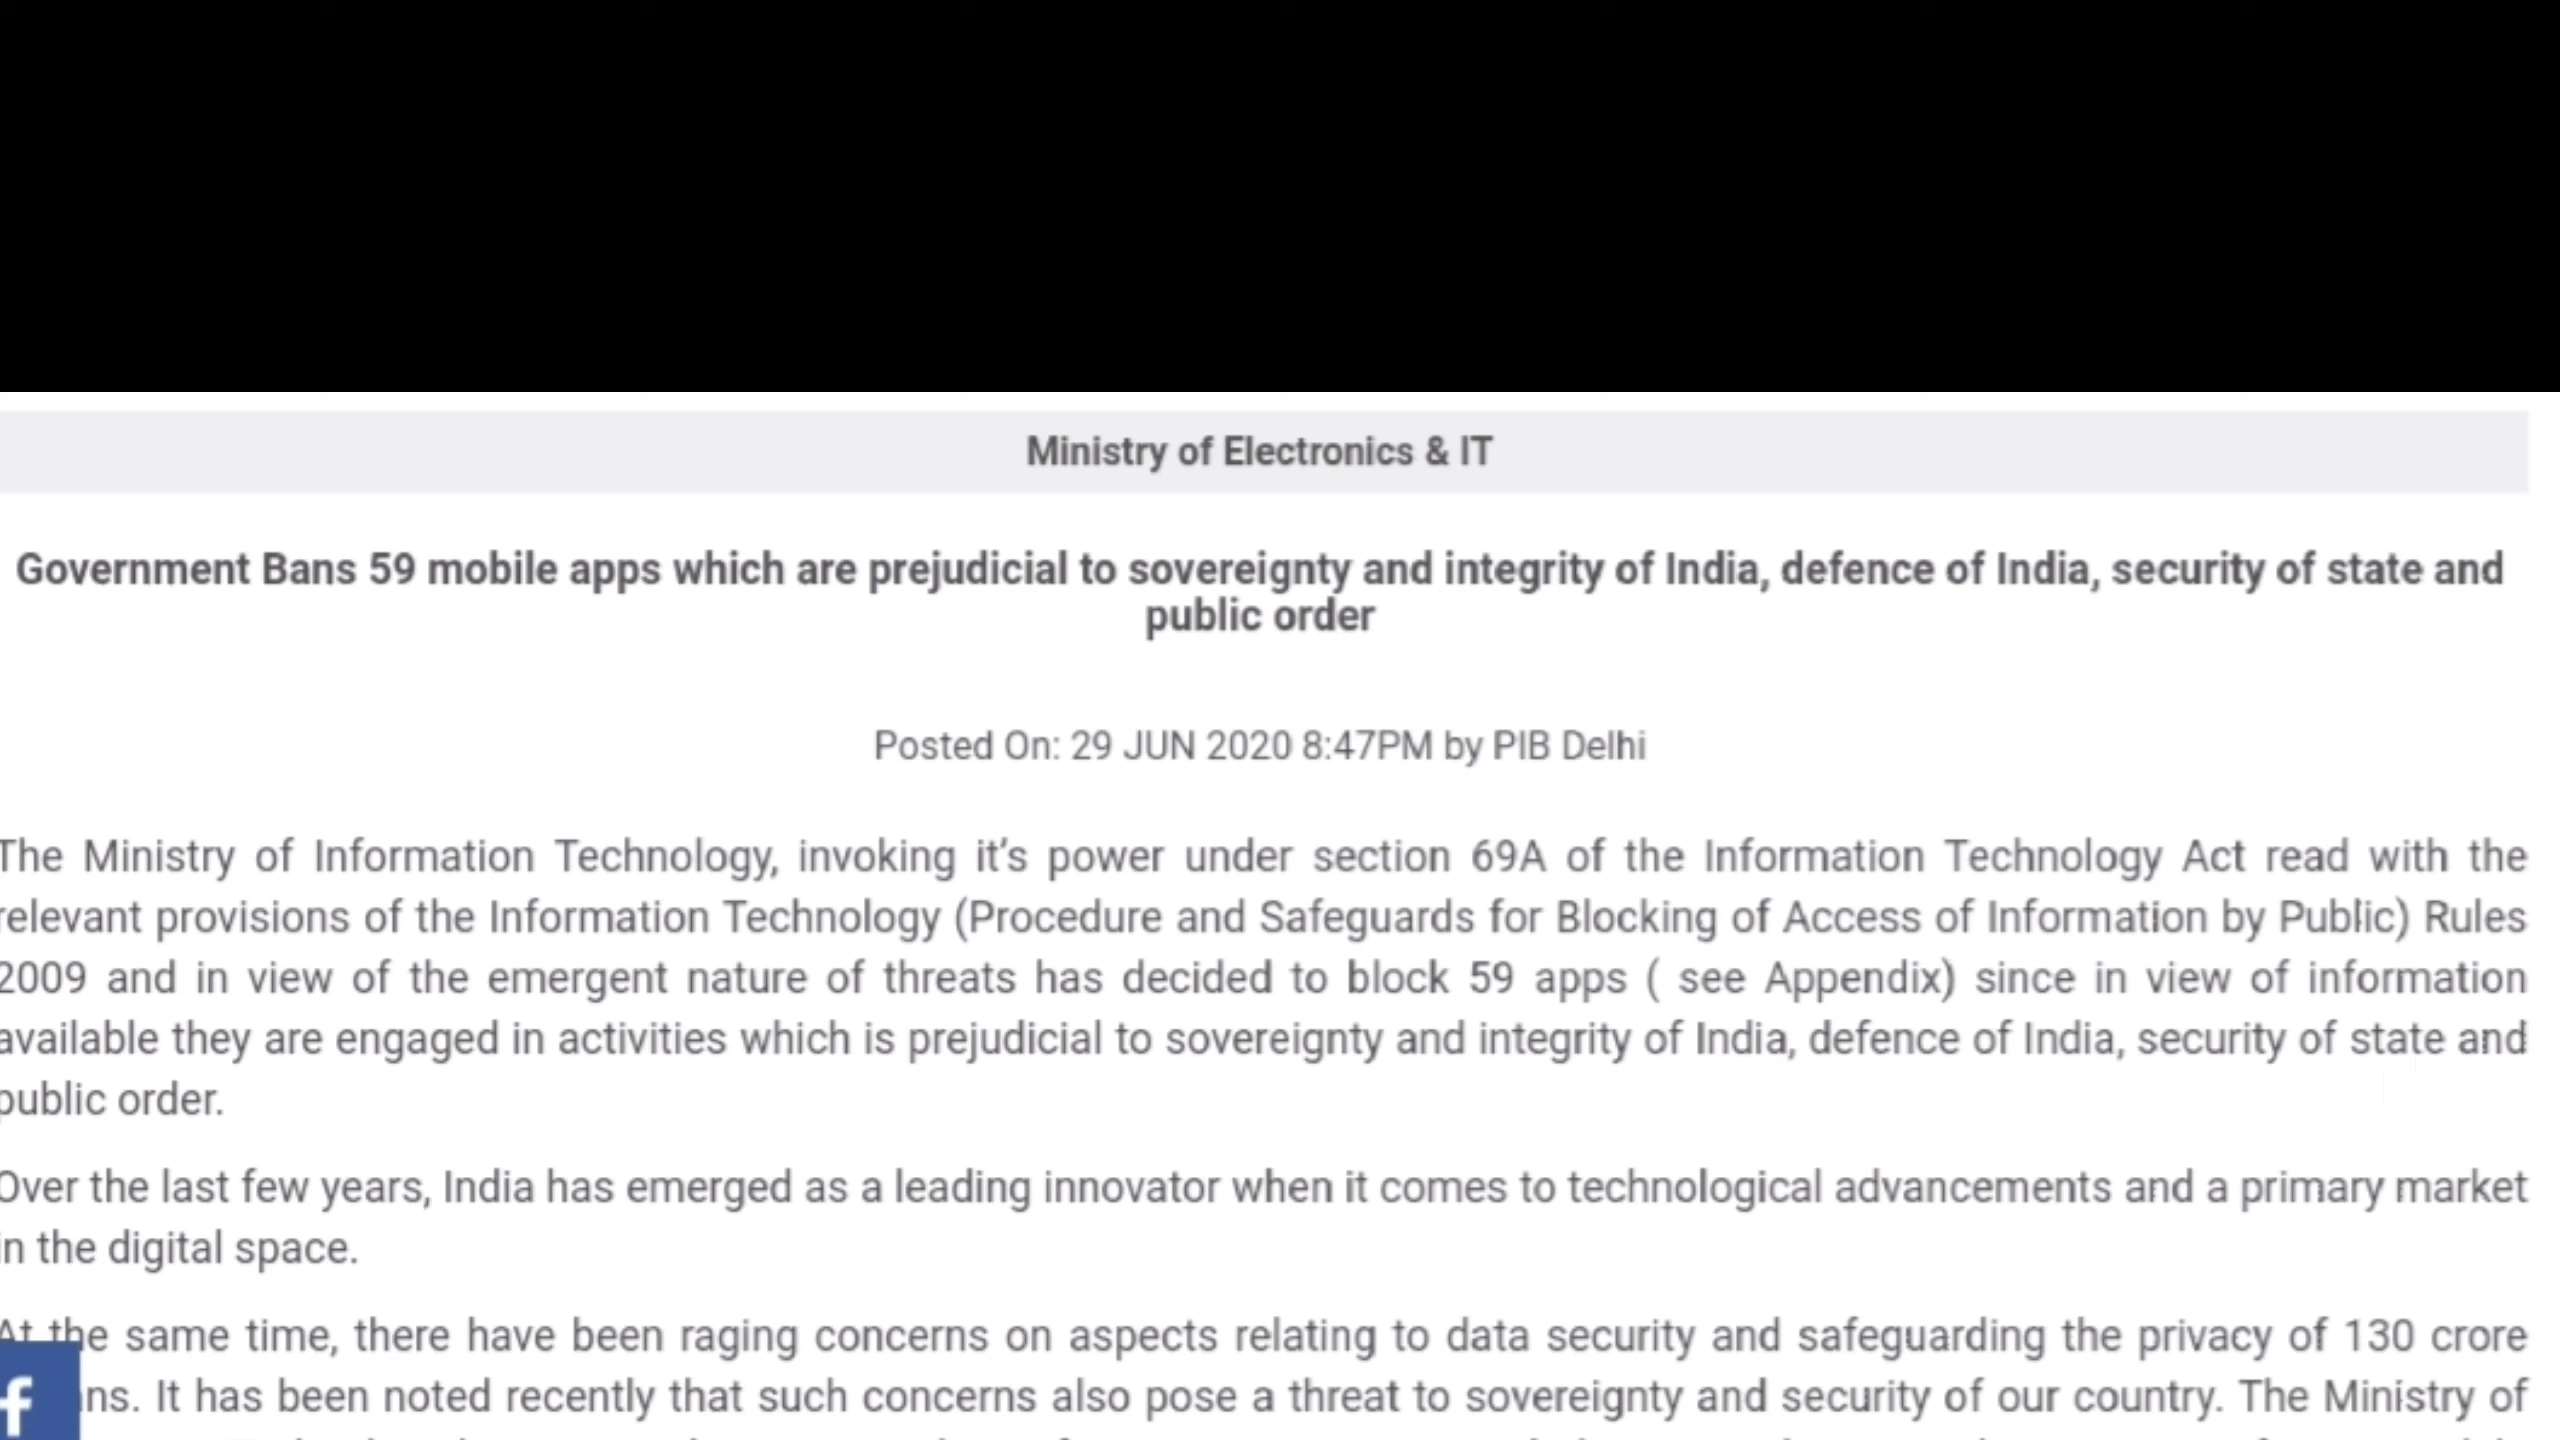 Ministry of Electronics & IT
Government Bans 59 mobile apps which are prejudicial to sovereignty and integrity of India, defence of India, security of state and
public order
Posted On: 29 JUN 2020 8:47PM by PIB Delhi
The Ministry of Information Technology, invoking it’s power under section 69A of the Information Technology Act read with the
relevant provisions of the Information Technology (Procedure and Safeguards for Blocking of Access of Information by Public) Rules
2009 and in view of the emergent nature of threats has decided to block 59 apps ( see Appendix) since in view of information
available they are engaged in activities which is prejudicial to sovereignty and integrity of India, defence of India, security of state and
public order.
Over the last few years, India has emerged as a leading innovator when it comes to technological advancements and a primary market
in the digital space.
At the same time, there have been raging concerns on aspects relating to data security and safeguarding the privacy of 130 crore
It has been noted recently that such concerns also pose a threat to sovereignty and security of our country. The Ministry of
f